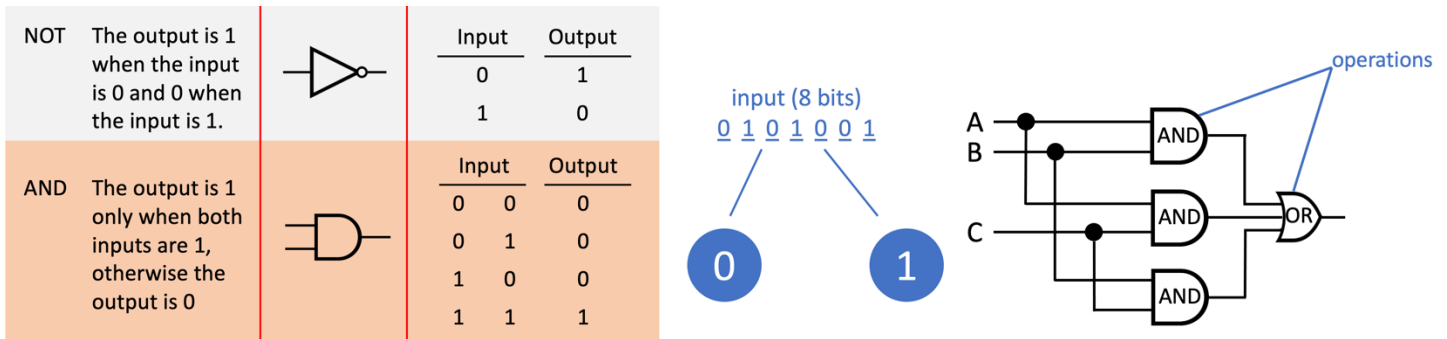 NOT
The output is 1
when the input
is 0 and 0 when
the input is 1.
Input Output
0 1
1 0
AND
The output is 1
only when both
inputs are 1,
otherwise the
output is 0
Input Output
0 0 0
0 1 0
1 0 0
1 1 1
input (8 bits)
0 1 0 1 0 0 1
0
1
operations
A
B
C
AND
AND
AND
OR